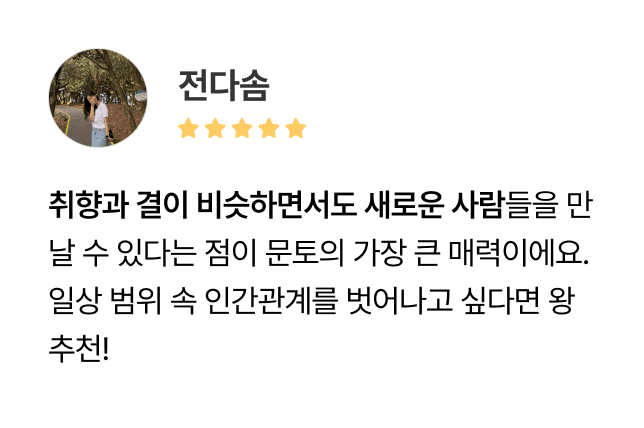 전다솜
취향과 결이 비슷하면서도 새로운 사람들을 만
날 수 있다는 점이 문토의 가장 큰 매력이에요.
일상 범위 속 인간관계를 벗어나고 싶다면 왕
추천!